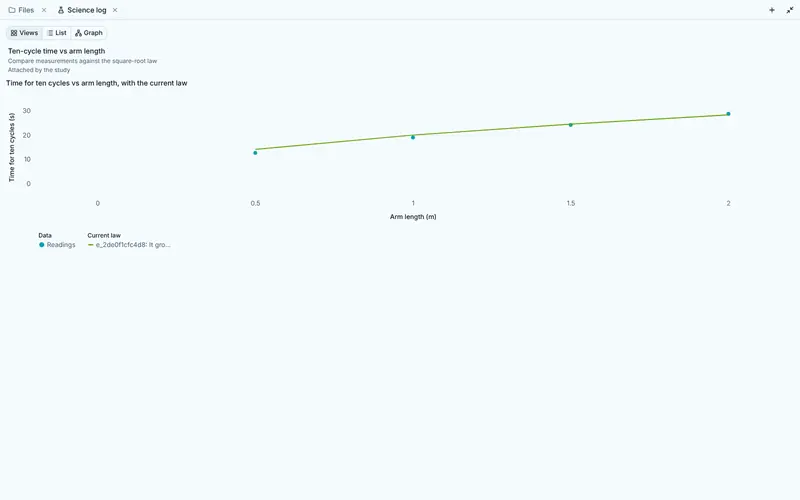 Files
Science log
Views List Graph
Ten-cycle time vs arm length
Compare measurements against the square-root law
Attached by the study
Time for ten cycles vs arm length, with the current law
Time for ten cycles (s)
30
20
10
0
0 0.5 1 1.5 2
Arm length (m)
Data
Readings
Current law
e_2de0f1cfc4d8: It gro...